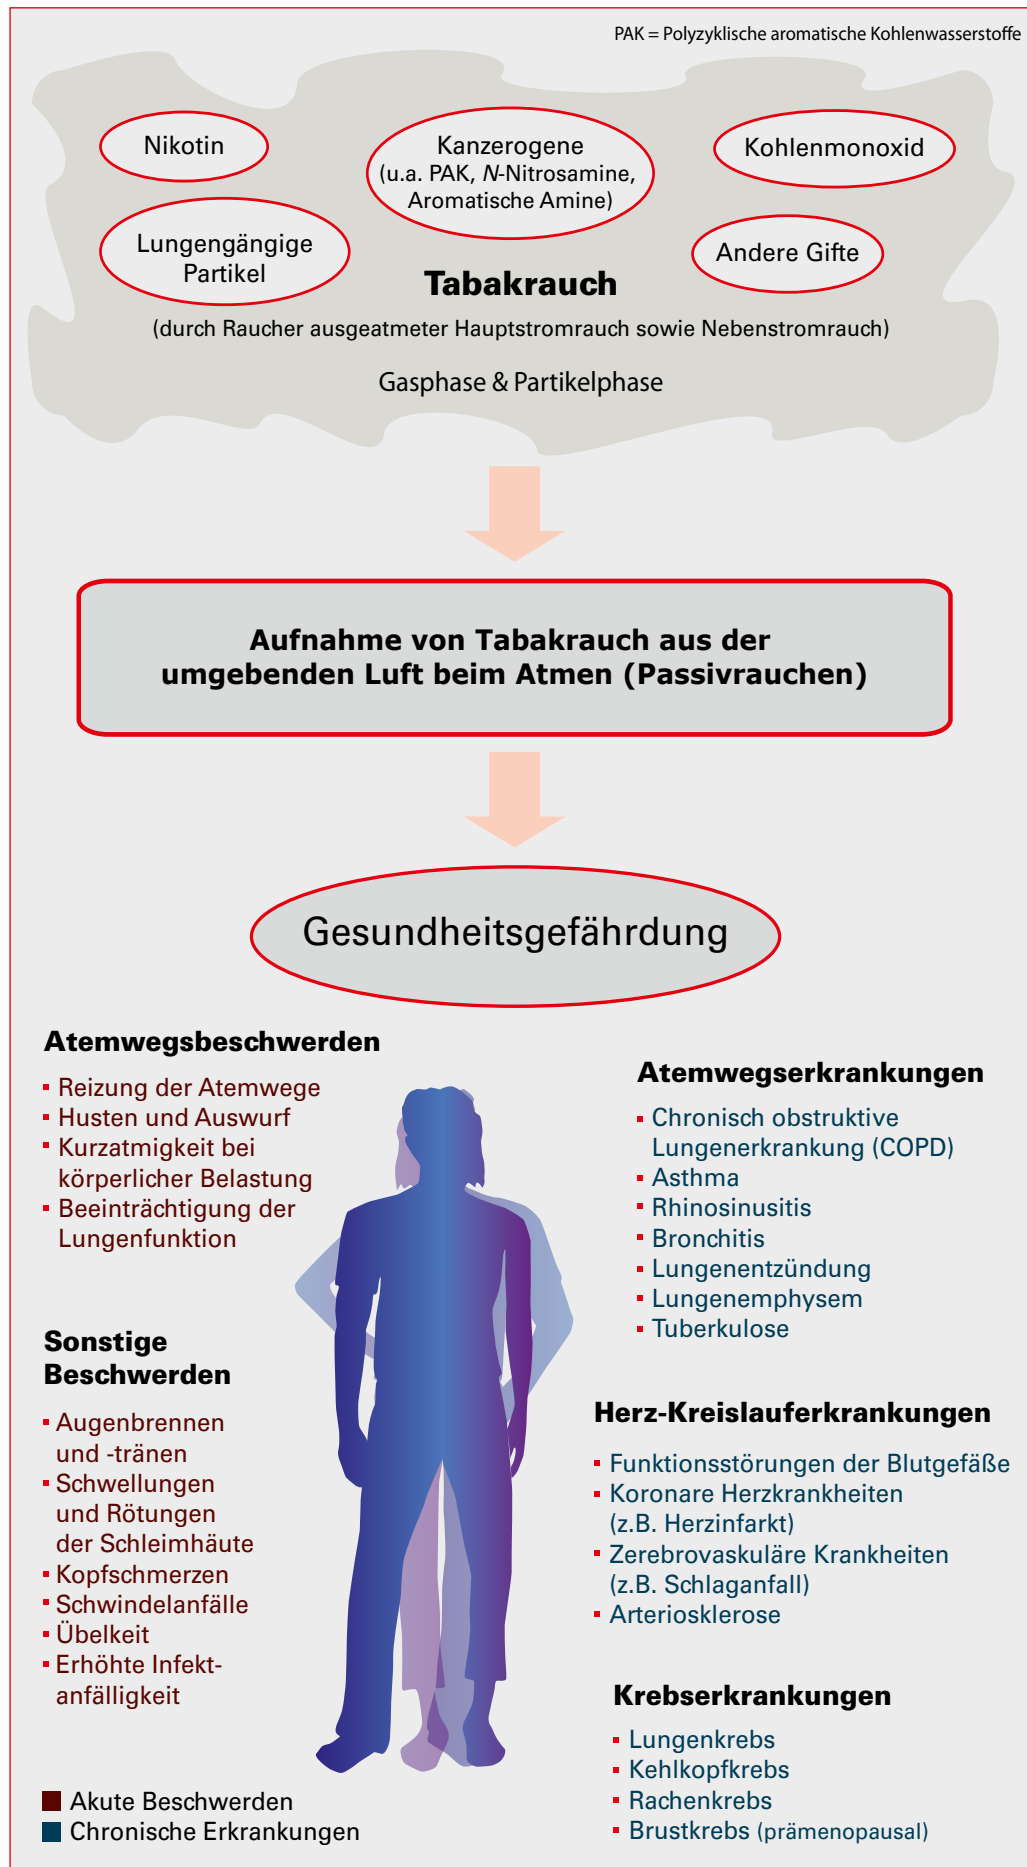 PAK = Polyzyklische aromatische Kohlenwasserstoffe
Nikotin
Kanzerogene
(u.a. PAK, N-Nitrosamine,
Aromatische Amine)
Kohlenmonoxid
Lungengängige
Partikel
Andere Gifte
Tabakrauch
(durch Raucher ausgeatmeter Hauptstromrauch sowie Nebenstromrauch)
Gasphase & Partikelphase
Aufnahme von Tabakrauch aus der
umgebenden Luft beim Atmen (Passivrauchen)
Gesundheitsgefährdung
Atemwegsbeschwerden
▪ Reizung der Atemwege
▪ Husten und Auswurf
▪ Kurzatmigkeit bei
körperlicher Belastung
▪ Beeinträchtigung der
Lungenfunktion
Sonstige
Beschwerden
▪ Augenbrennen
und -tränen
▪ Schwellungen
und Rötungen
der Schleimhäute
▪ Kopfschmerzen
▪ Schwindelanfälle
▪ Übelkeit
▪ Erhöhte Infekt-
anfälligkeit
Atemwegserkrankungen
▪ Chronisch obstruktive
Lungenerkrankung (COPD)
▪ Asthma
▪ Rhinosinusitis
▪ Bronchitis
▪ Lungenentzündung
▪ Lungenemphysem
▪ Tuberkulose
Herz-Kreislauferkrankungen
▪ Funktionsstörungen der Blutgefäße
▪ Koronare Herzkrankheiten
(z.B. Herzinfarkt)
▪ Zerebrovaskuläre Krankheiten
(z.B. Schlaganfall)
▪ Arteriosklerose
Krebserkrankungen
▪ Lungenkrebs
▪ Kehlkopfkrebs
▪ Rachenkrebs
▪ Brustkrebs (prämenopausal)
Akute Beschwerden
Chronische Erkrankungen